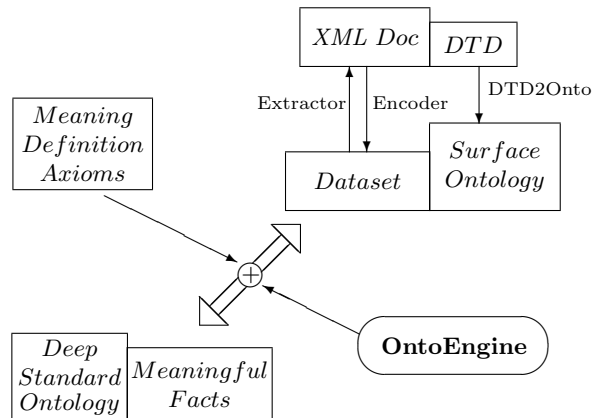 XML Doc
DTD
Extractor
Encoder
DTD2Onto
Meaning
Definition
Axioms
Dataset
Surface
Ontology
+
OntoEngine
Deep
Standard
Ontology
Meaningful
Facts